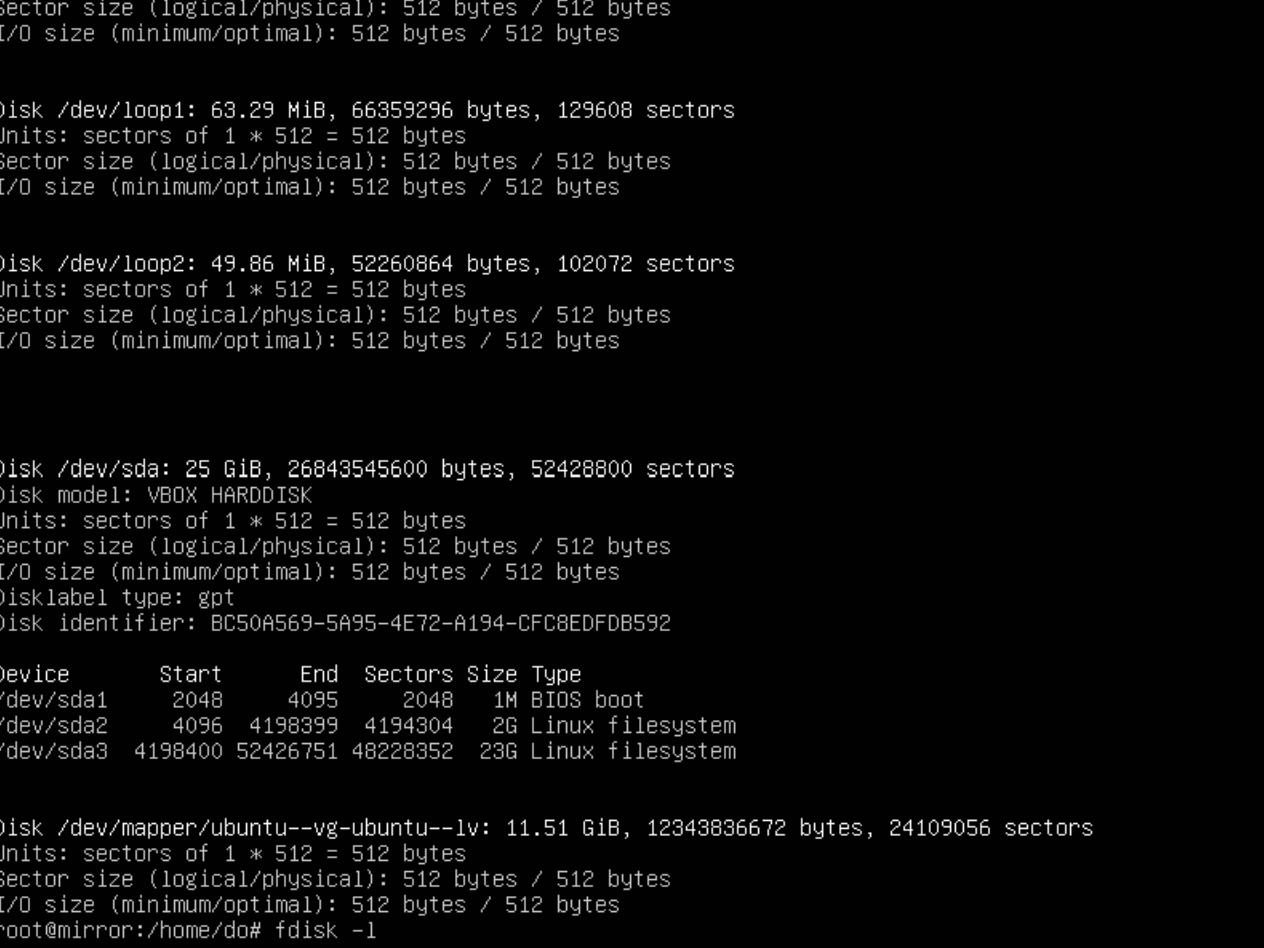 Sector size (logical/physical): 512 bytes / 512 bytes
I/O size (minimum/optimal): 512 bytes / 512 bytes
Disk /dev/loop1: 63.29 MiB, 66359296 bytes, 129608 sectors
Units: sectors of 1 * 512 = 512 bytes
Sector size (logical/physical): 512 bytes / 512 bytes
I/O size (minimum/optimal): 512 bytes / 512 bytes
Disk /dev/loop2: 49.86 MiB, 52260864 bytes, 102072 sectors
Units: sectors of 1 * 512 = 512 bytes
Sector size (logical/physical): 512 bytes / 512 bytes
I/O size (minimum/optimal): 512 bytes / 512 bytes
Disk /dev/sda: 25 GiB, 26843545600 bytes, 52428800 sectors
Disk model: VBOX HARDDISK
Units: sectors of 1 * 512 = 512 bytes
Sector size (logical/physical): 512 bytes / 512 bytes
I/O size (minimum/optimal): 512 bytes / 512 bytes
Disklabel type: gpt
Disk identifier: BC50A569-5A95-4E72-A194-CFC8EDFDB592
Device Start End Sectors Size Type
/dev/sda1 2048 4095 2048 1M BIOS boot
/dev/sda2 4096 4198399 4194304 2G Linux filesystem
/dev/sda3 4198400 52426751 48228352 23G Linux filesystem
Disk /dev/mapper/ubuntu--vg-ubuntu--lv: 11.51 GiB, 12343836672 bytes, 24109056 sectors
Units: sectors of 1 * 512 = 512 bytes
Sector size (logical/physical): 512 bytes / 512 bytes
I/O size (minimum/optimal): 512 bytes / 512 bytes
root@mirror:/home/do# fdisk -l